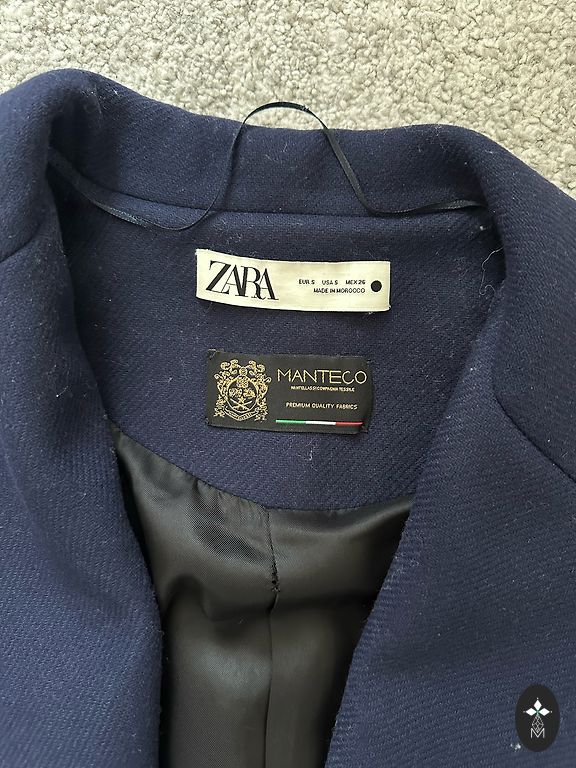 ZARA
EUR S USA S MEX 26
MADE IN MOROCCO
MANTECO
PREMIUM QUALITY FABRICS
M